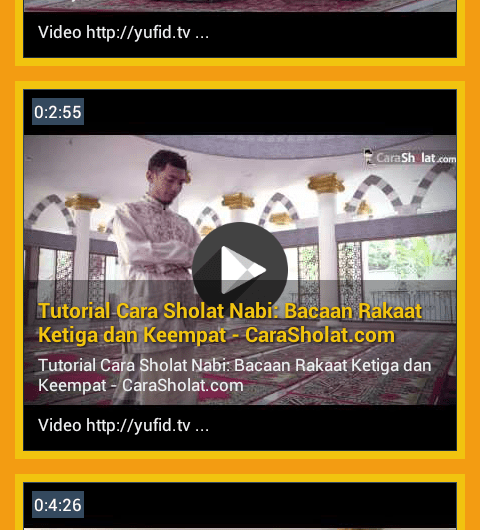 Video http://yufid.tv ...
0:2:55
CaraSholat.com
Tutorial Cara Sholat Nabi: Bacaan Rakaat
Ketiga dan Keempat - CaraSholat.com
Tutorial Cara Sholat Nabi: Bacaan Rakaat Ketiga dan
Keempat - CaraSholat.com
Video http://yufid.tv ...
0:4:26